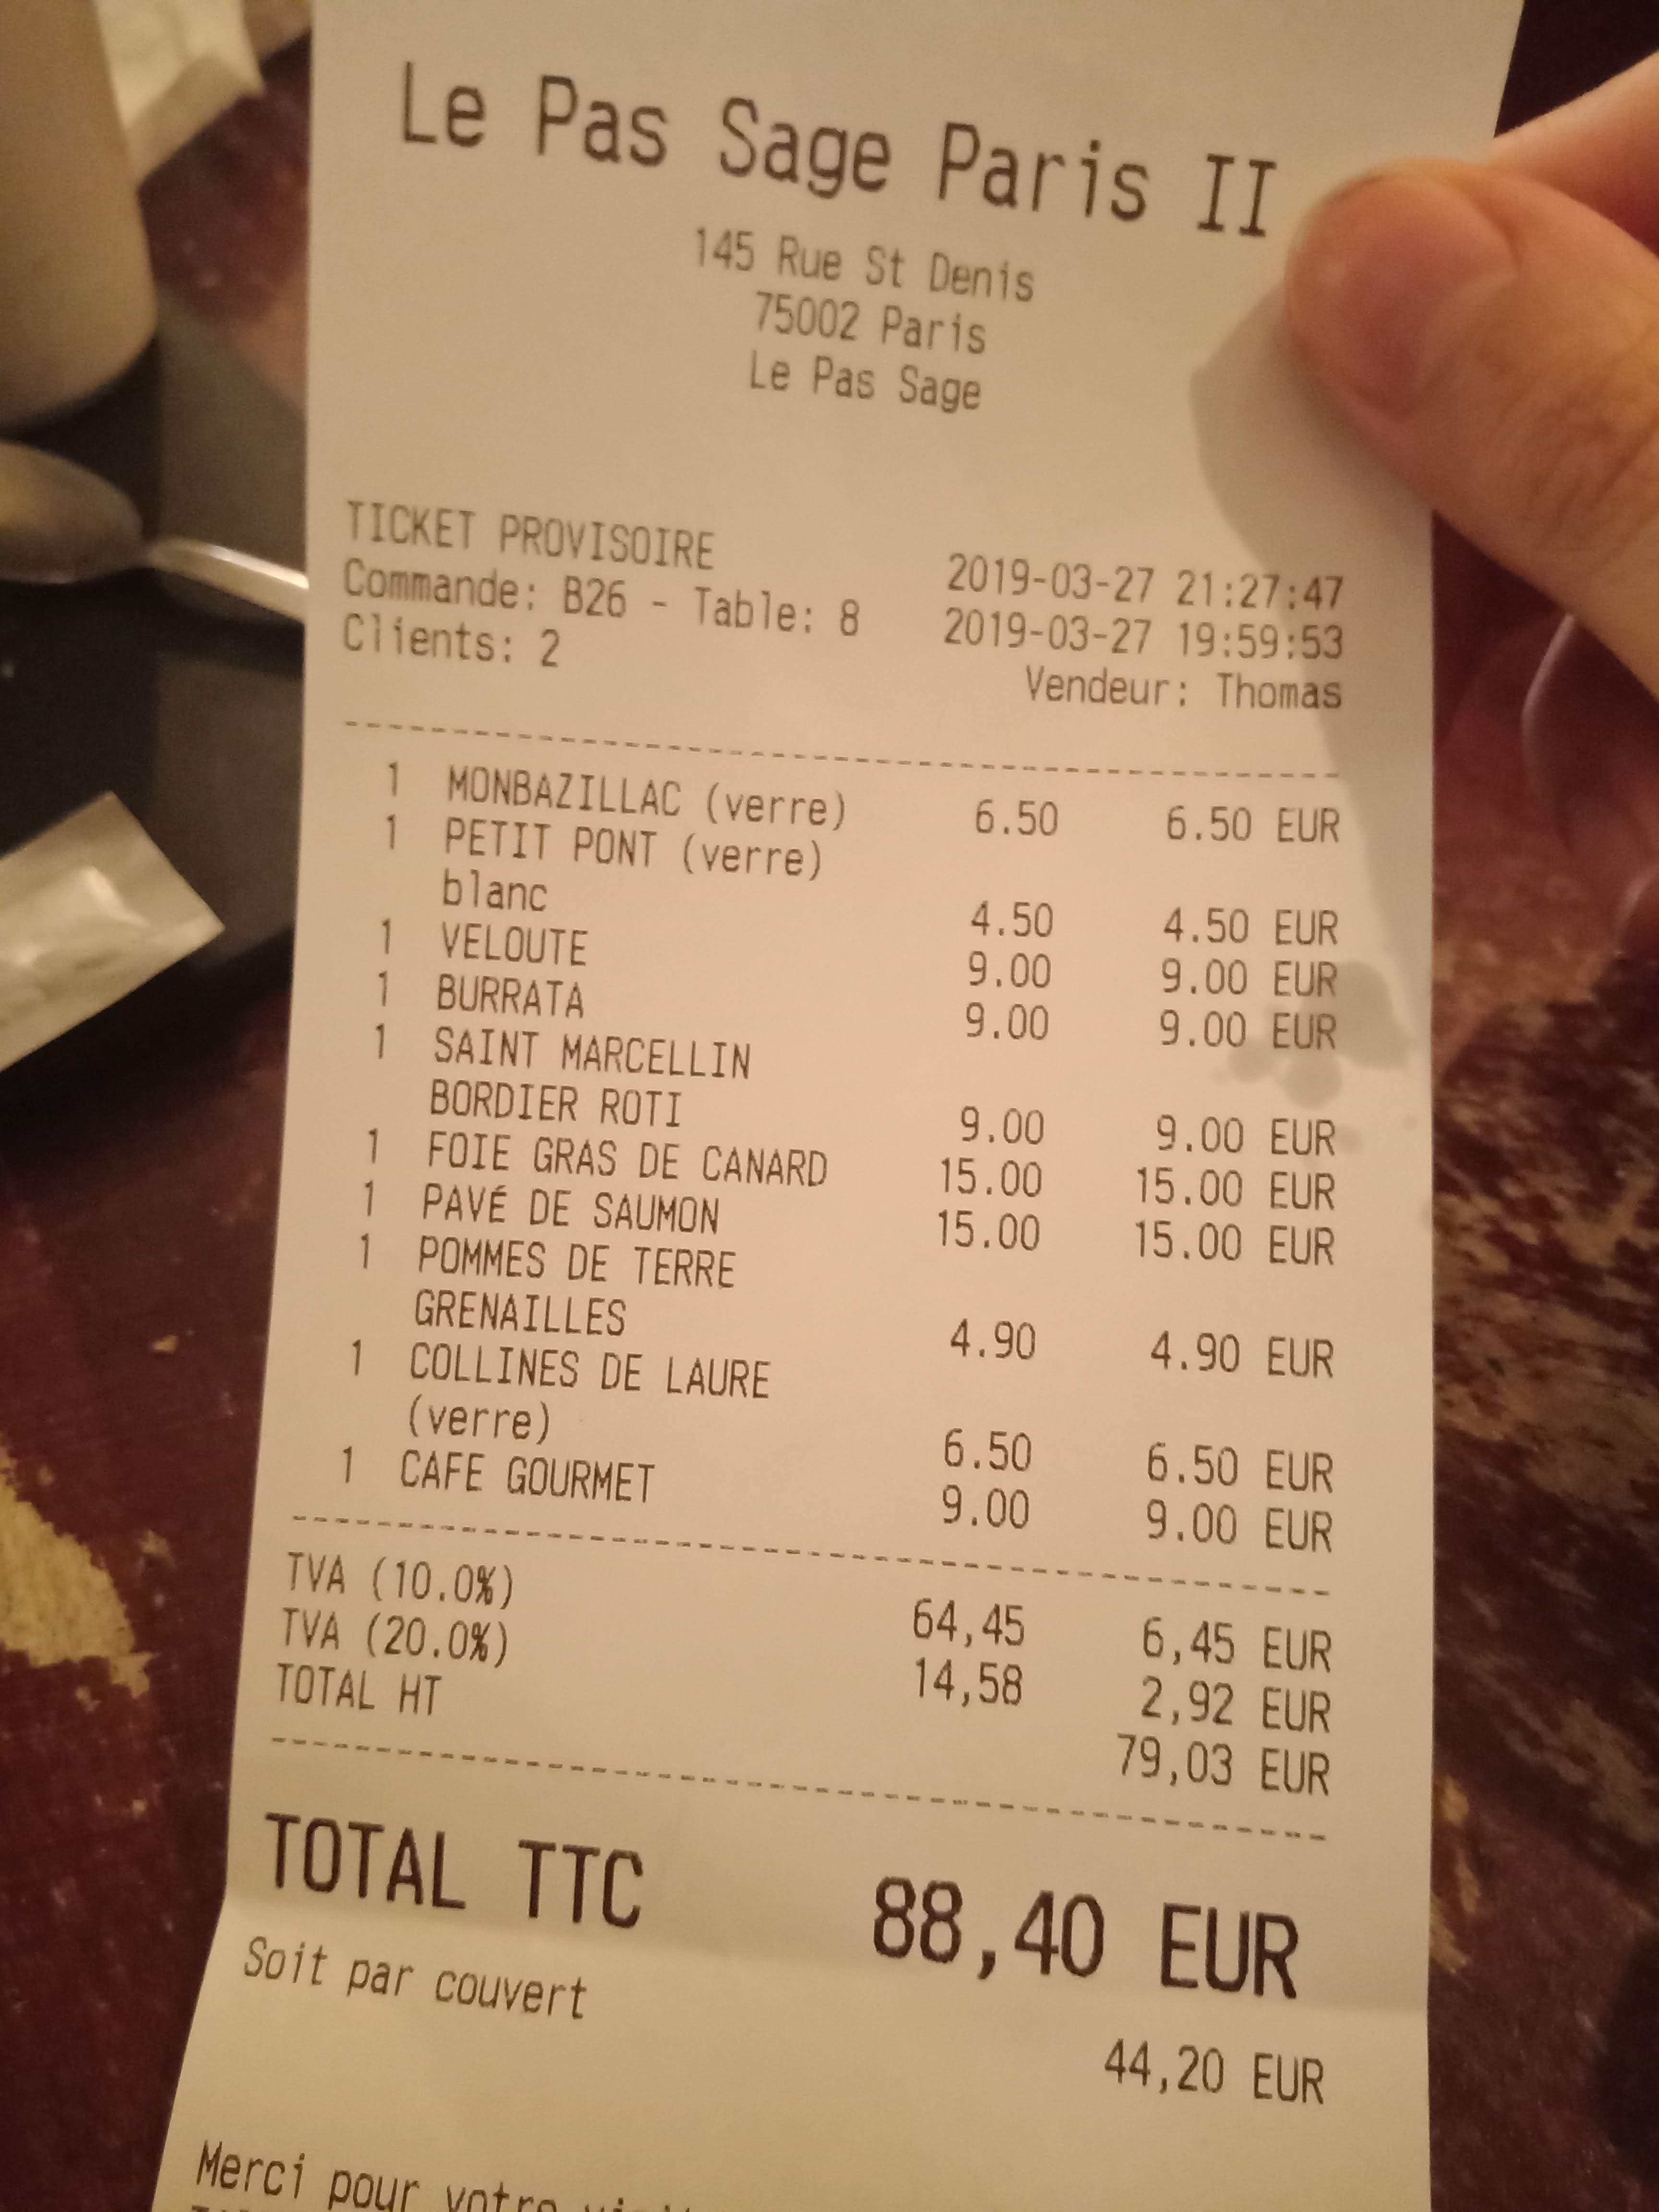 Le Pas Sage Paris II
145 Rue St Denis
75002 Paris
Le Pas Sage
TICKET PROVISOIRE 2019-03-27 21:27:47
Commande: B26 - Table: 8 2019-03-27 19:59:53
Clients: 2 Vendeur: Thomas
1 MONBAZILLAC (verre) 6.50 6.50 EUR
1 PETIT PONT (verre)
blanc 4.50 4.50 EUR
1 VELOUTE 9.00 9.00 EUR
1 BURRATA 9.00 9.00 EUR
1 SAINT MARCELLIN
BORDIER ROTI 9.00 9.00 EUR
1 FOIE GRAS DE CANARD 15.00 15.00 EUR
1 PAVÉ DE SAUMON 15.00 15.00 EUR
1 POMMES DE TERRE
GRENAILLES 4.90 4.90 EUR
1 COLLINES DE LAURE
(verre) 6.50 6.50 EUR
1 CAFE GOURMET 9.00 9.00 EUR
TVA (10.0%) 64,45 6,45 EUR
TVA (20.0%) 14,58 2,92 EUR
TOTAL HT 79,03 EUR
TOTAL TTC 88,40 EUR
Soit par couvert 44,20 EUR
Merci pour votre